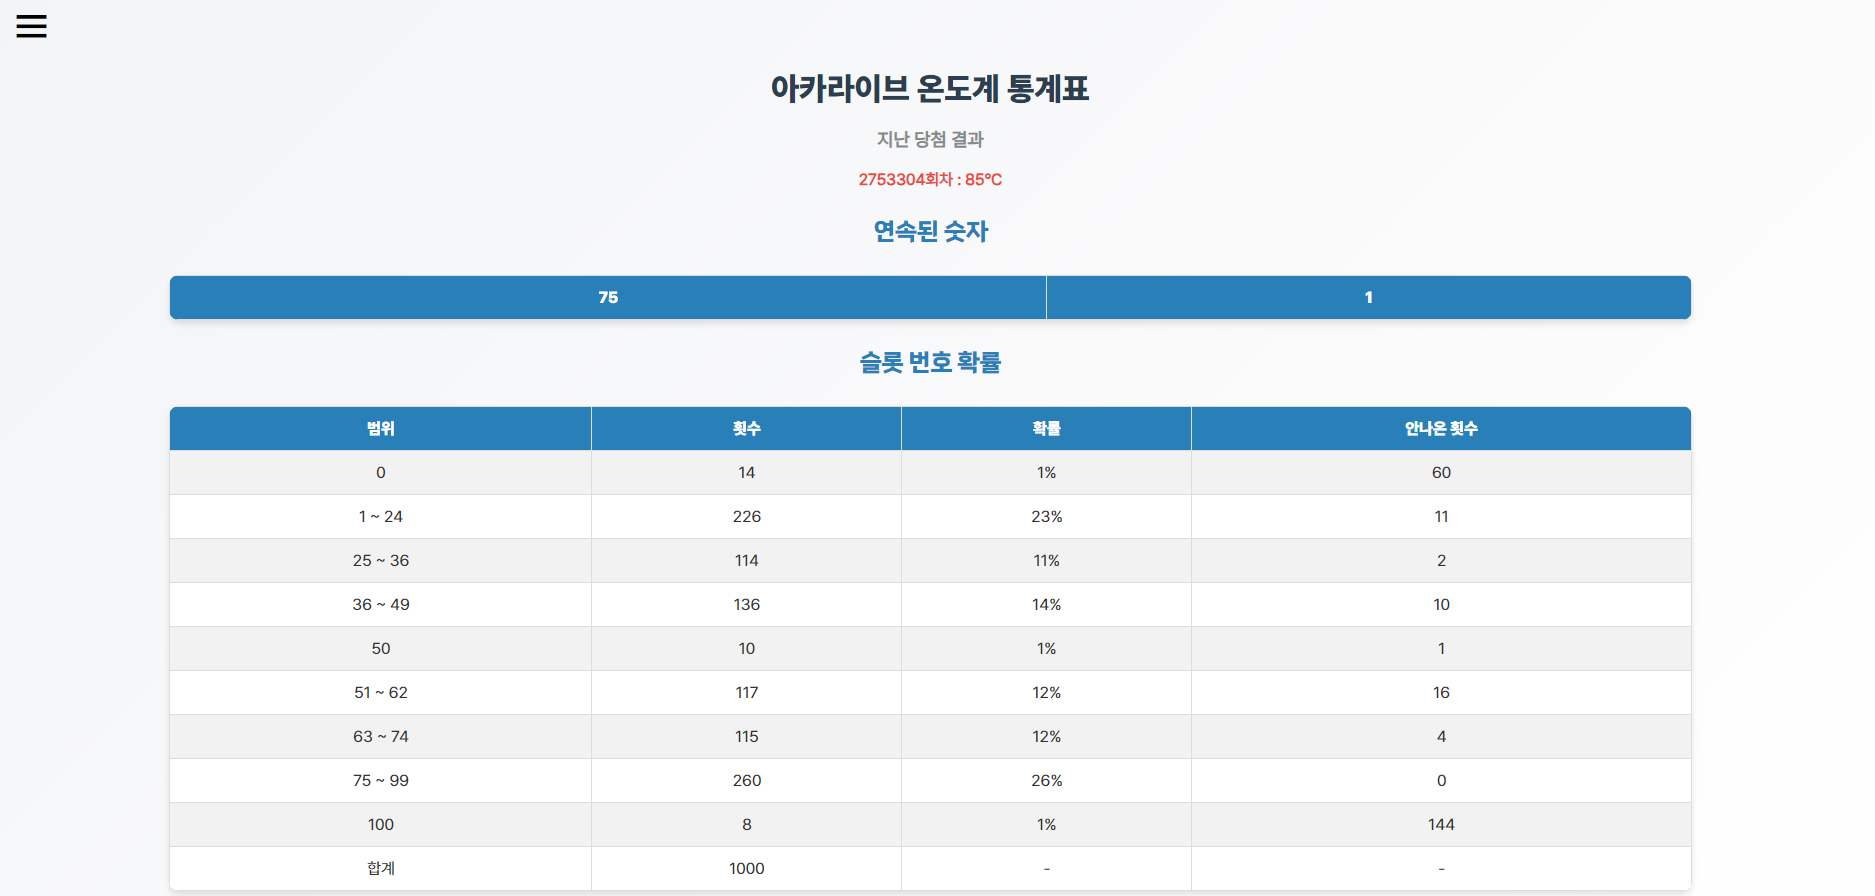 아카라이브 온도계 통계표
지난 당첨 결과
2753304회차 : 85°C
연속된 숫자
75 1
슬롯 번호 확률
범위 횟수 확률 안나온 횟수
0 14 1% 60
1 ~ 24 226 23% 11
25 ~ 36 114 11% 2
36 ~ 49 136 14% 10
50 10 1% 1
51 ~ 62 117 12% 16
63 ~ 74 115 12% 4
75 ~ 99 260 26% 0
100 8 1% 144
합계 1000 - -